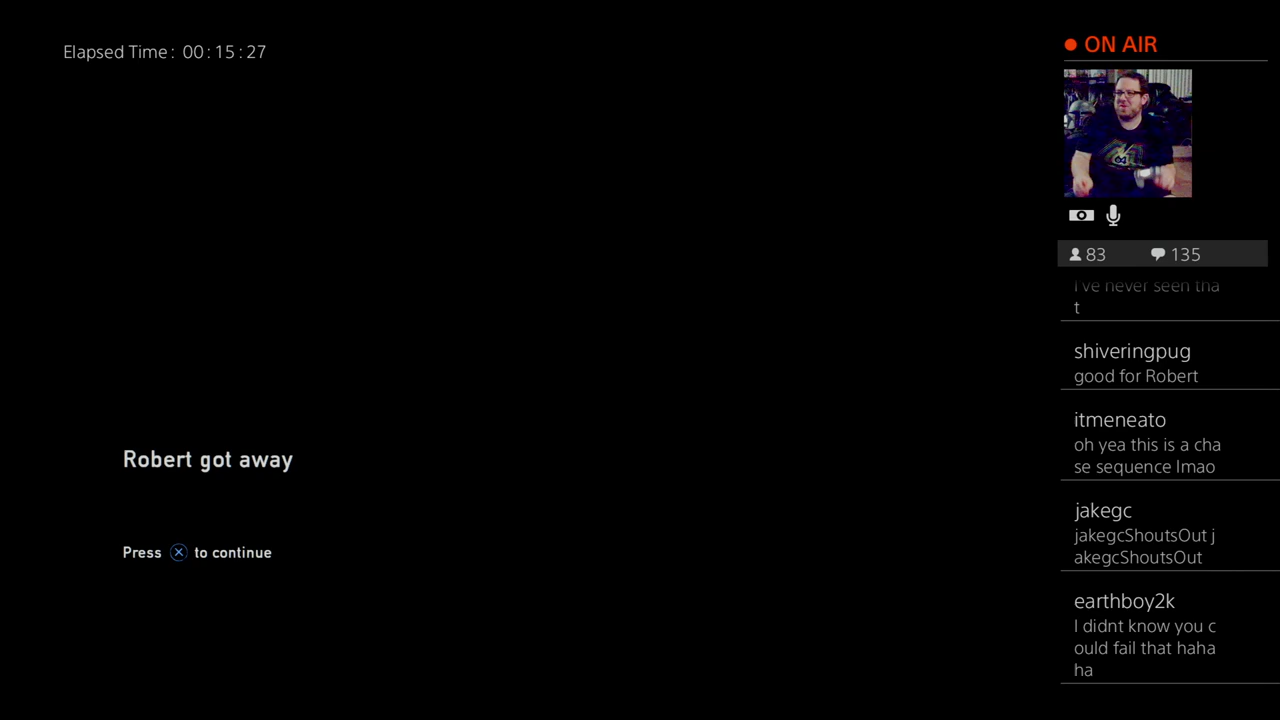 Elapsed Time: 00:15:27
ON AIR
83 135
I've never seen tha
t
shiveringpug
good for Robert
itmeneato
oh yea this is a cha
se sequence lmao
Robert got away
jakegc
jakegcShoutsOut j
akegcShoutsOut
Press ⓧ to continue
earthboy2k
I didnt know you c
ould fail that haha
ha